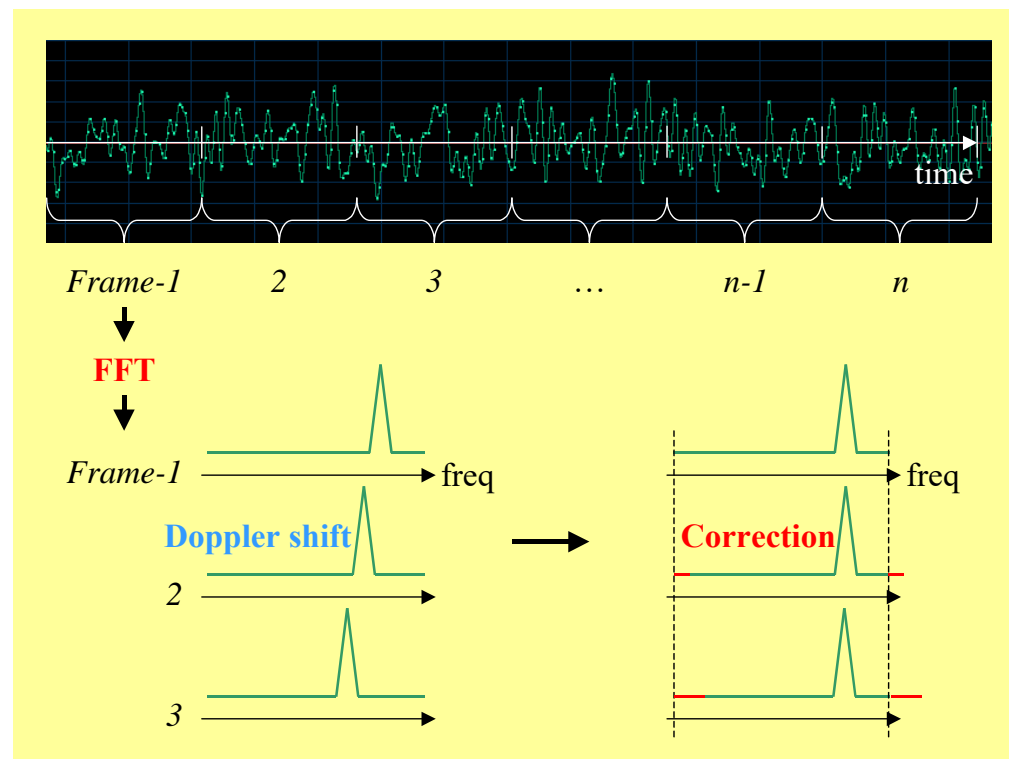 time
Frame-1 2 3 … n-1 n
FFT
Frame-1 freq freq
Doppler shift Correction
2
3